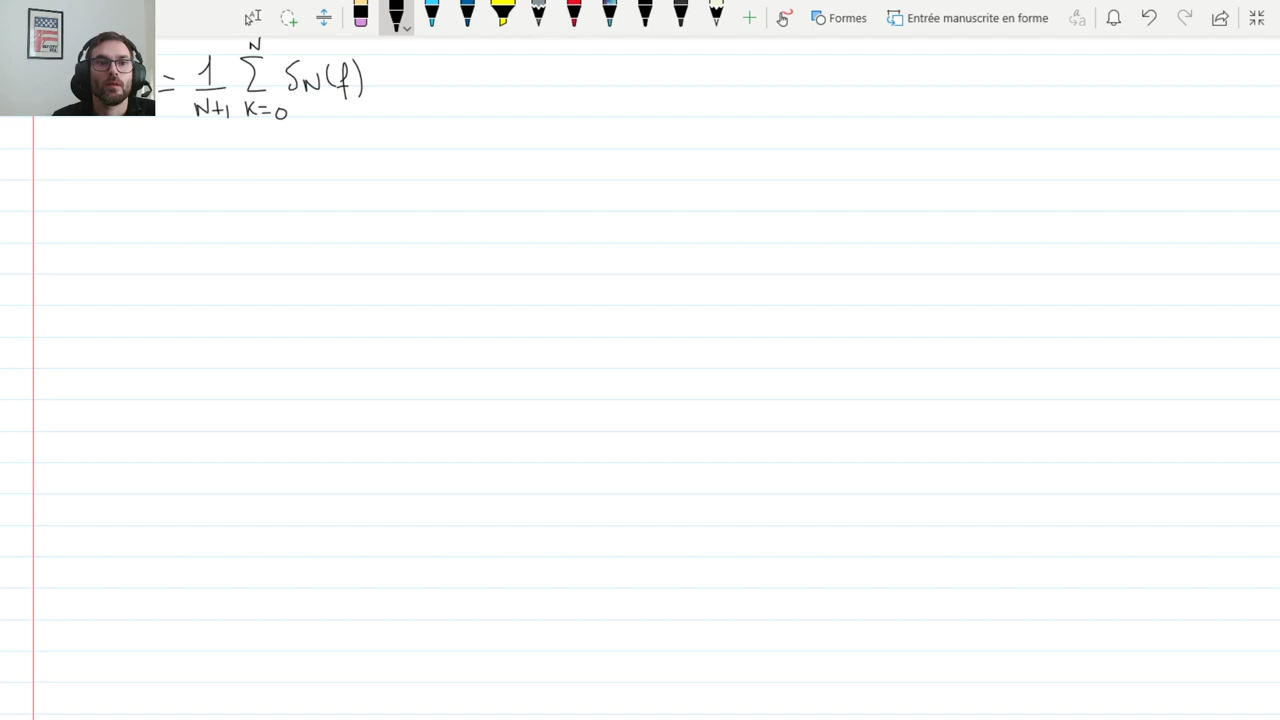 Formes
Entrée manuscrite en forme
= 1/(N+1) ∑_{K=0}^{N} S_N(f)